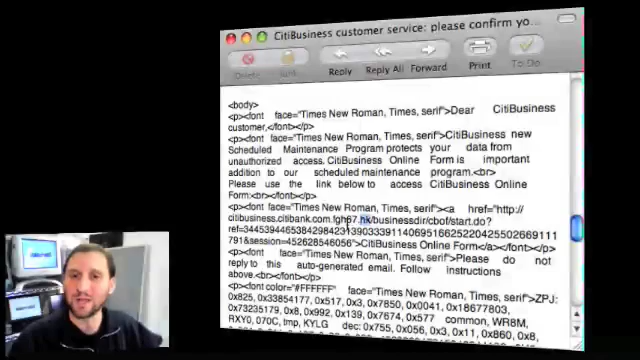 CitiBusiness customer service: please confirm yo...
Delete Junk Reply Reply All Forward Print To Do
<body>
<p><font face="Times New Roman, Times, serif">Dear CitiBusiness
customer,</font></p>
<p><font face="Times New Roman, Times, serif">CitiBusiness new
Scheduled Maintenance Program protects your data from
unauthorized access. CitiBusiness Online Form is important
addition to our scheduled maintenance program.<br>
Please use the link below to access CitiBusiness Online
Form:<br></font></p>
<p><font face="Times New Roman, Times, serif"><a href="http://
citibusiness.citibank.com.fgh67.hk/businessdir/cbof/start.do?
791&session=452628546056">CitiBusiness Online Form</a></font></p>
<p><font face="Times New Roman, Times, serif">Please do not
reply to this auto-generated email. Follow instructions
above.<br></font></p>
<p><font color="#FFFFFF" face="Times New Roman, Times, serif">ZPJ:
0x825, 0x33854177, 0x517, 0x3, 0x7850, 0x0041, 0x18677803,
0x73235179, 0x8, 0x992, 0x139, 0x7674, 0x577 common, WR8M,
RXY0, 070C, tmp, KYLG dec: 0x755, 0x056, 0x3, 0x11, 0x860, 0x8,